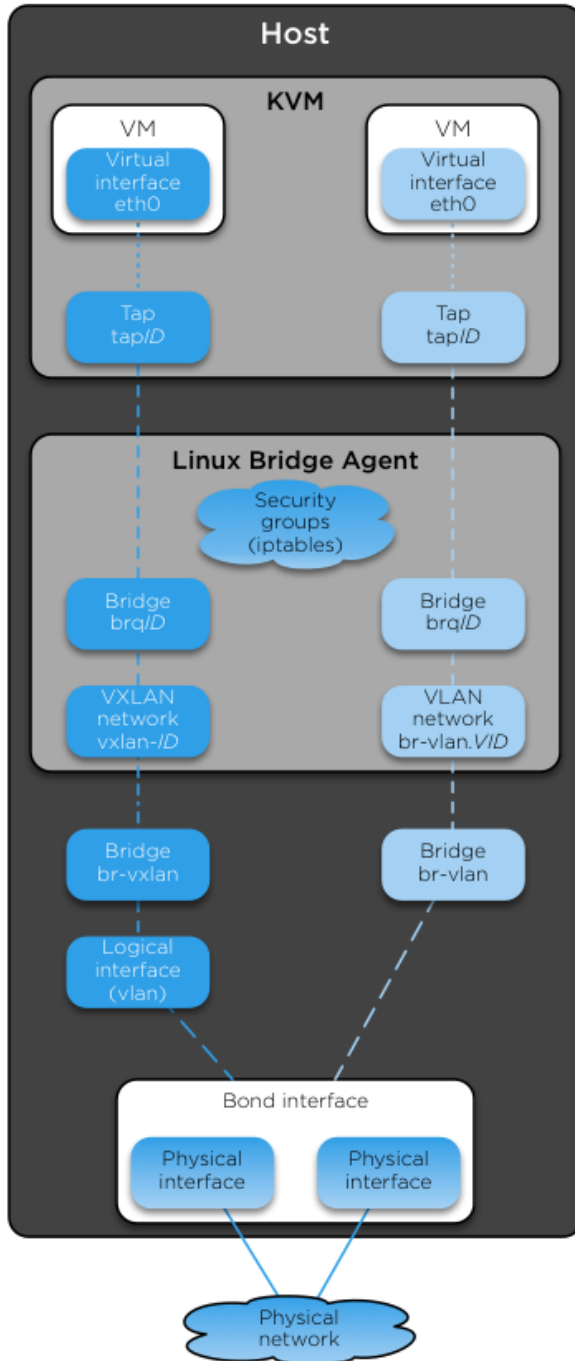 Host
KVM
VM
Virtual
interface
eth0
VM
Virtual
interface
eth0
Tap
tapID
Tap
tapID
Linux Bridge Agent
Security
groups
(iptables)
Bridge
brqID
Bridge
brqID
VXLAN
network
vxlan-ID
VLAN
network
br-vlan.VID
Bridge
br-vxlan
Bridge
br-vlan
Logical
interface
(vlan)
Bond interface
Physical
interface
Physical
interface
Physical
network